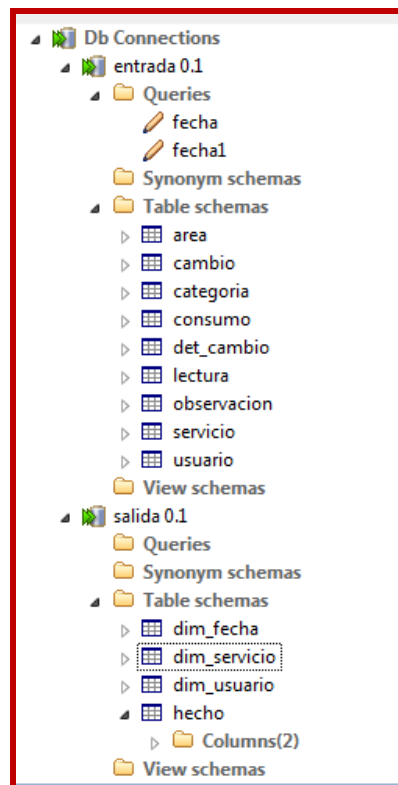 Db Connections
entrada 0.1
Queries
fecha
fecha1
Synonym schemas
Table schemas
area
cambio
categoria
consumo
det_cambio
lectura
observacion
servicio
usuario
View schemas
salida 0.1
Queries
Synonym schemas
Table schemas
dim_fecha
dim_servicio
dim_usuario
hecho
Columns(2)
View schemas